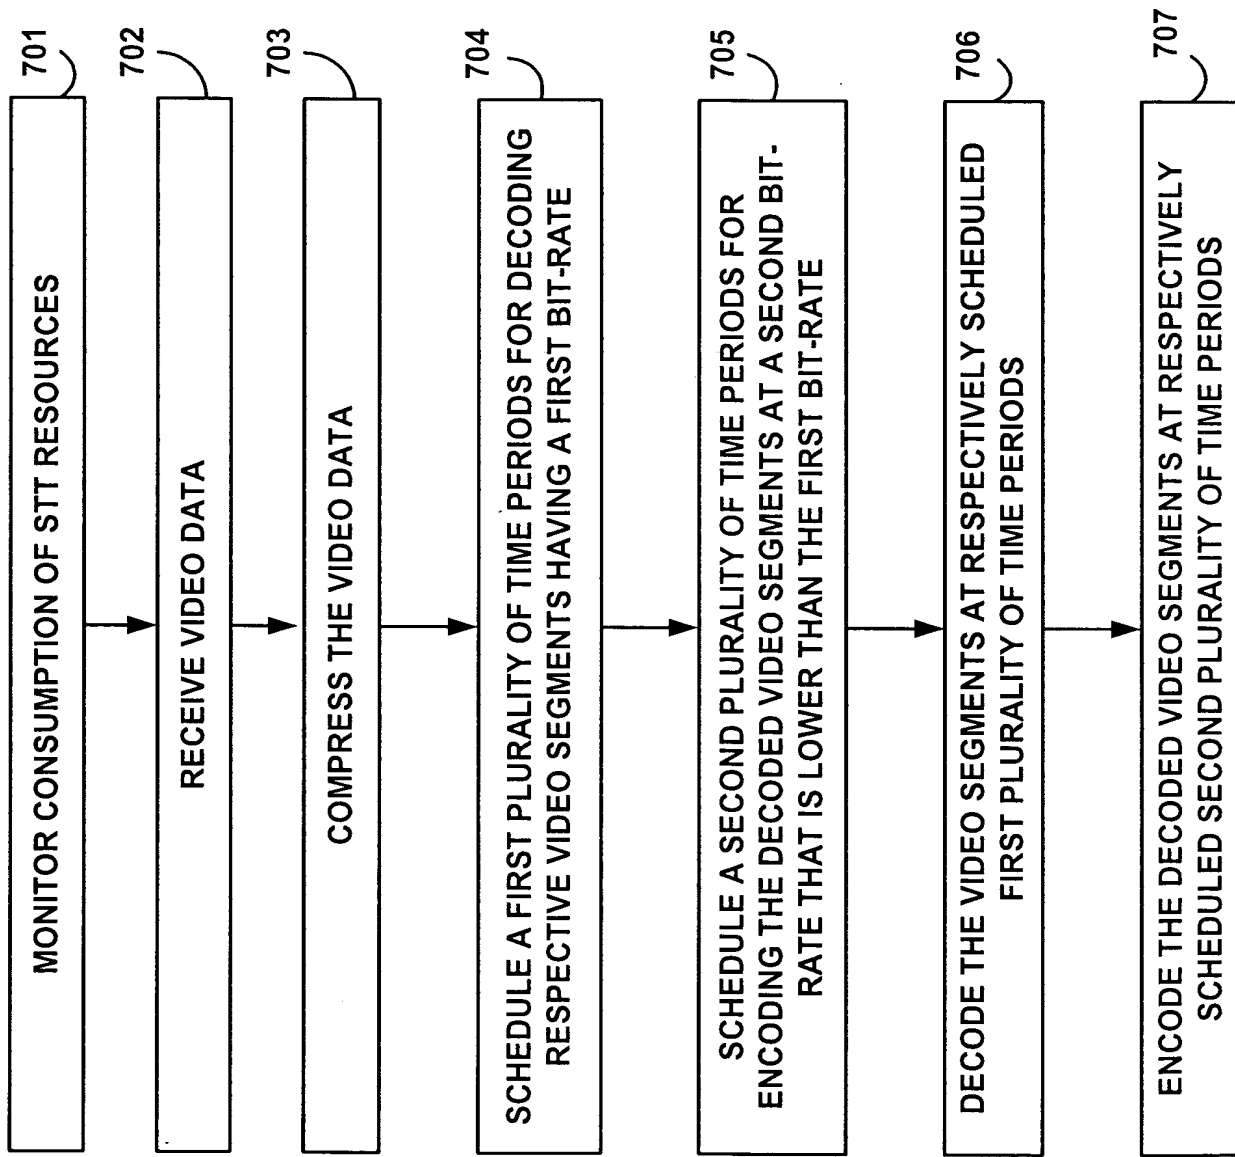 701
MONITOR CONSUMPTION OF STT RESOURCES
702
RECEIVE VIDEO DATA
703
COMPRESS THE VIDEO DATA
704
SCHEDULE A FIRST PLURALITY OF TIME PERIODS FOR DECODING
RESPECTIVE VIDEO SEGMENTS HAVING A FIRST BIT-RATE
705
SCHEDULE A SECOND PLURALITY OF TIME PERIODS FOR
ENCODING THE DECODED VIDEO SEGMENTS AT A SECOND BIT-
RATE THAT IS LOWER THAN THE FIRST BIT-RATE
706
DECODE THE VIDEO SEGMENTS AT RESPECTIVELY SCHEDULED
FIRST PLURALITY OF TIME PERIODS
707
ENCODE THE DECODED VIDEO SEGMENTS AT RESPECTIVELY
SCHEDULED SECOND PLURALITY OF TIME PERIODS